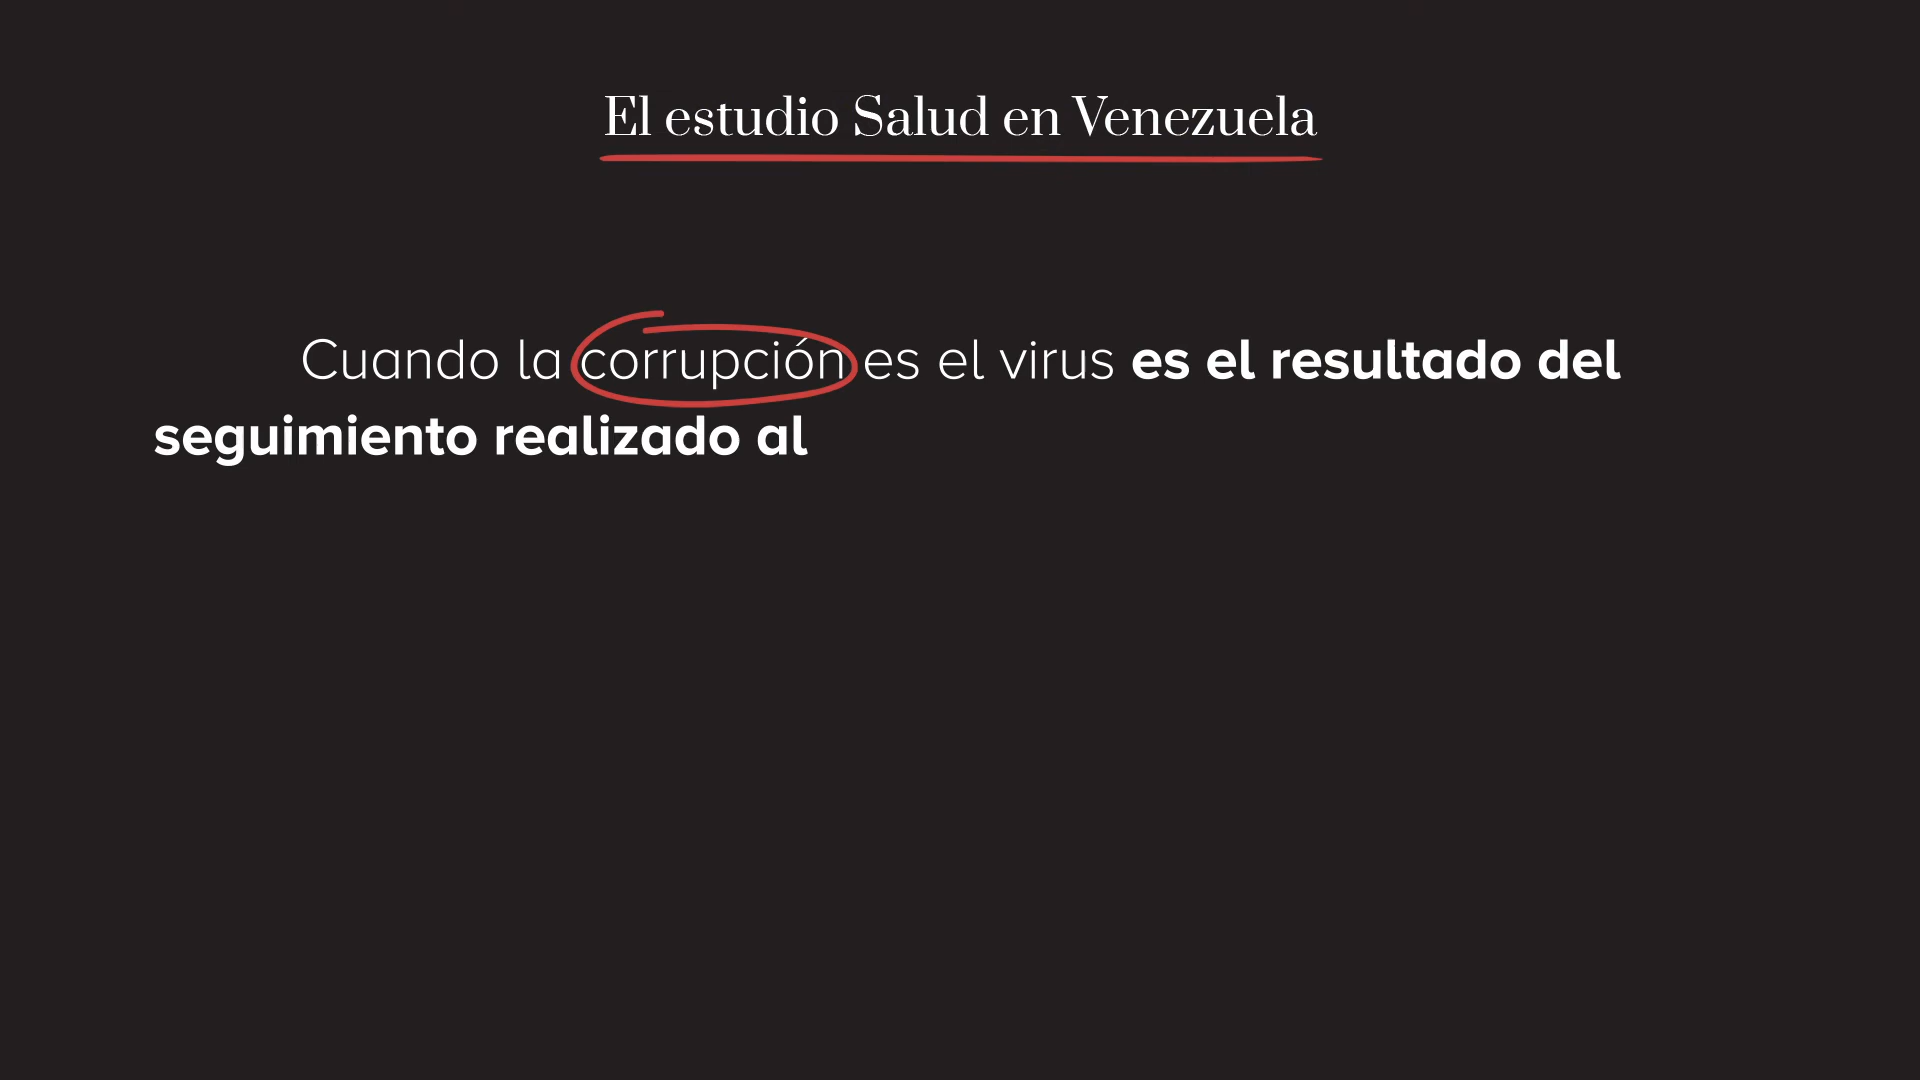 El estudio Salud en Venezuela
Cuando la corrupción es el virus es el resultado del
seguimiento realizado al